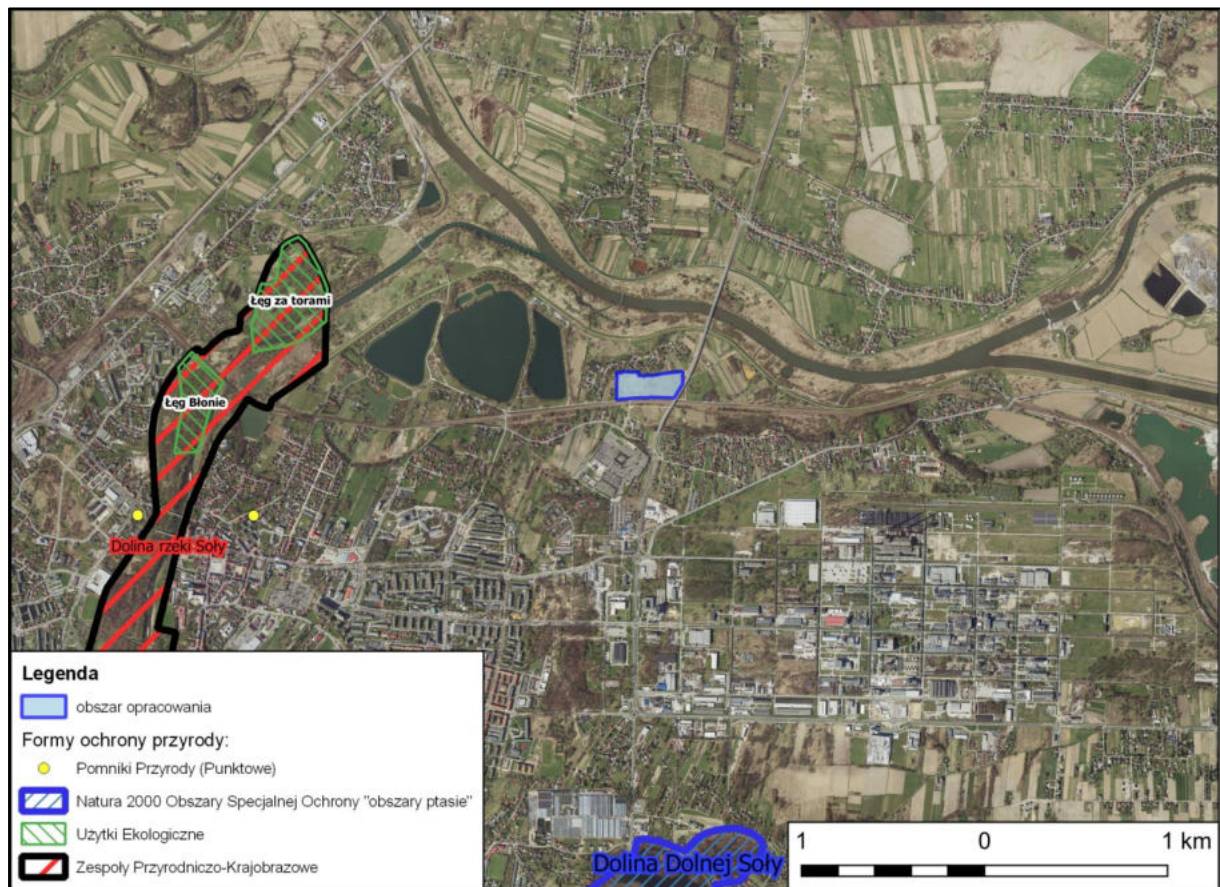 Łęg za torami
Łęg Błonie
Dolina rzeki Soły
Legenda
obszar opracowania
Formy ochrony przyrody:
Pomniki Przyrody (Punktowe)
Natura 2000 Obszary Specjalnej Ochrony "obszary ptasie"
Użytki Ekologiczne
Zespoły Przyrodniczo-Krajobrazowe
Dolina Dolnej Soły
1 0 1 km